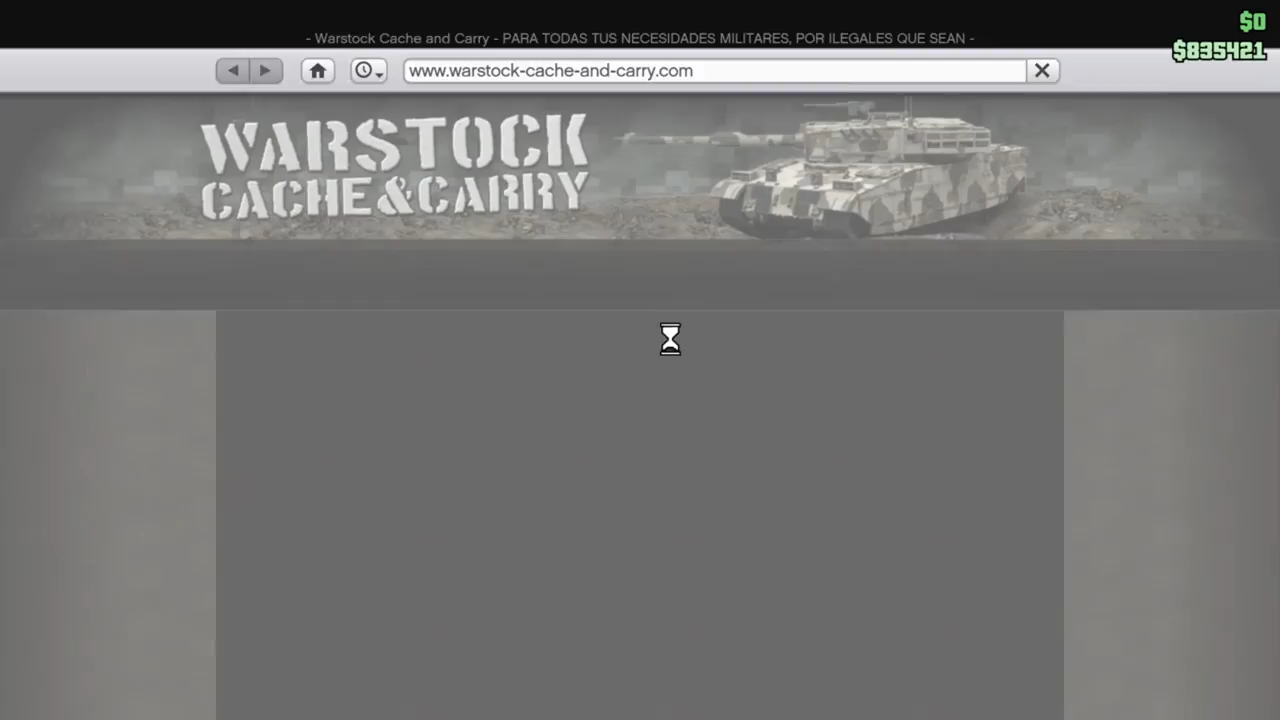 $0
- Warstock Cache and Carry - PARA TODAS TUS NECESIDADES MILITARES, POR ILEGALES QUE SEAN -
$835421
www.warstock-cache-and-carry.com
WARSTOCK
CACHE&CARRY